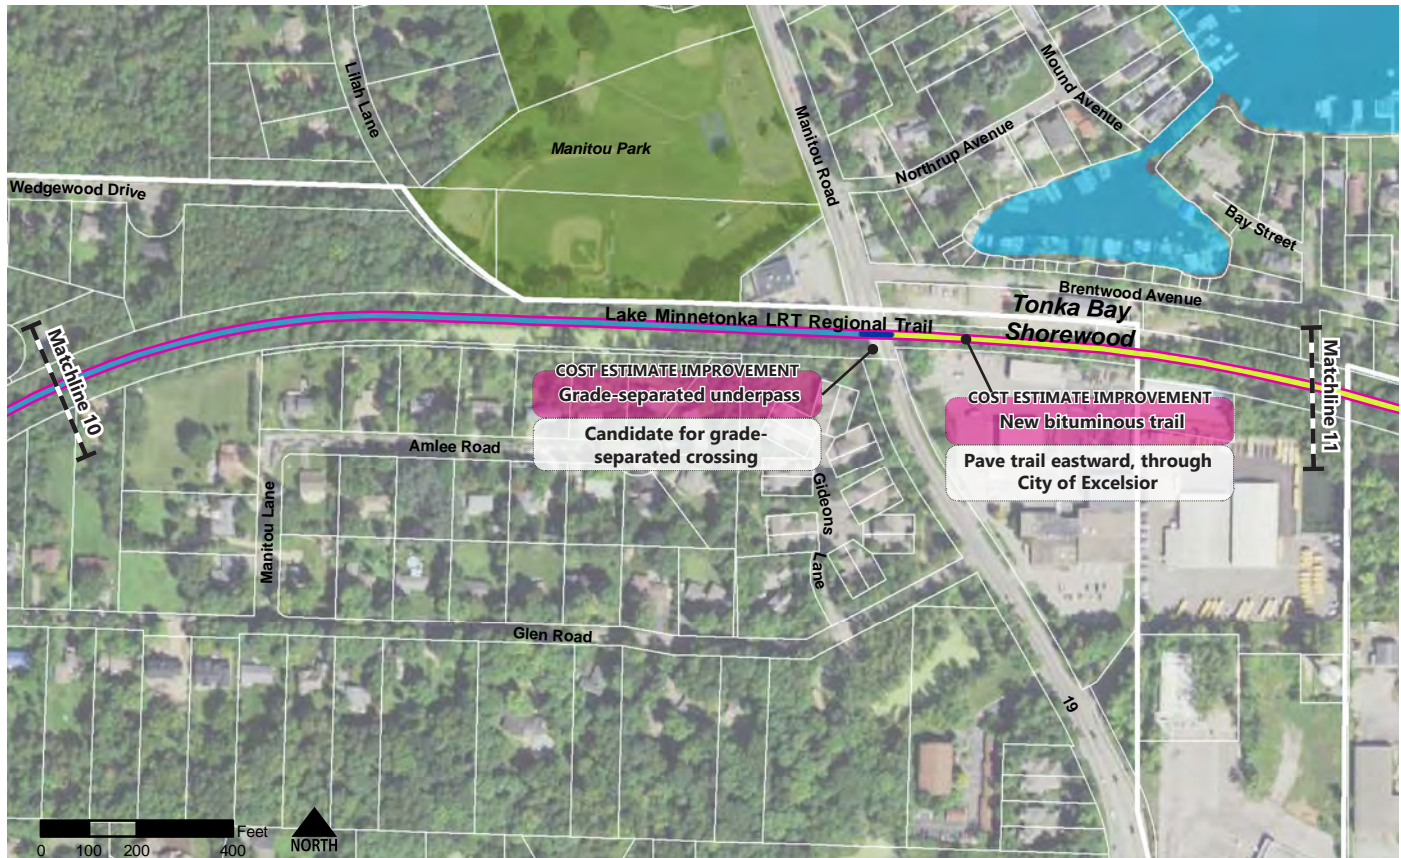 Lilah Lane
Mound Avenue
Manitou Road
Northrup Avenue
Manitou Park
Wedgewood Drive
Bay Street
Brentwood Avenue
Tonka Bay
Shorewood
Lake Minnetonka LRT Regional Trail
Matchline 10
Matchline 11
COST ESTIMATE IMPROVEMENT
Grade-separated underpass
Candidate for grade-
separated crossing
COST ESTIMATE IMPROVEMENT
New bituminous trail
Pave trail eastward, through
City of Excelsior
Amlee Road
Gideons Lane
Manitou Lane
Glen Road
19
Feet
0 100 200 400
NORTH